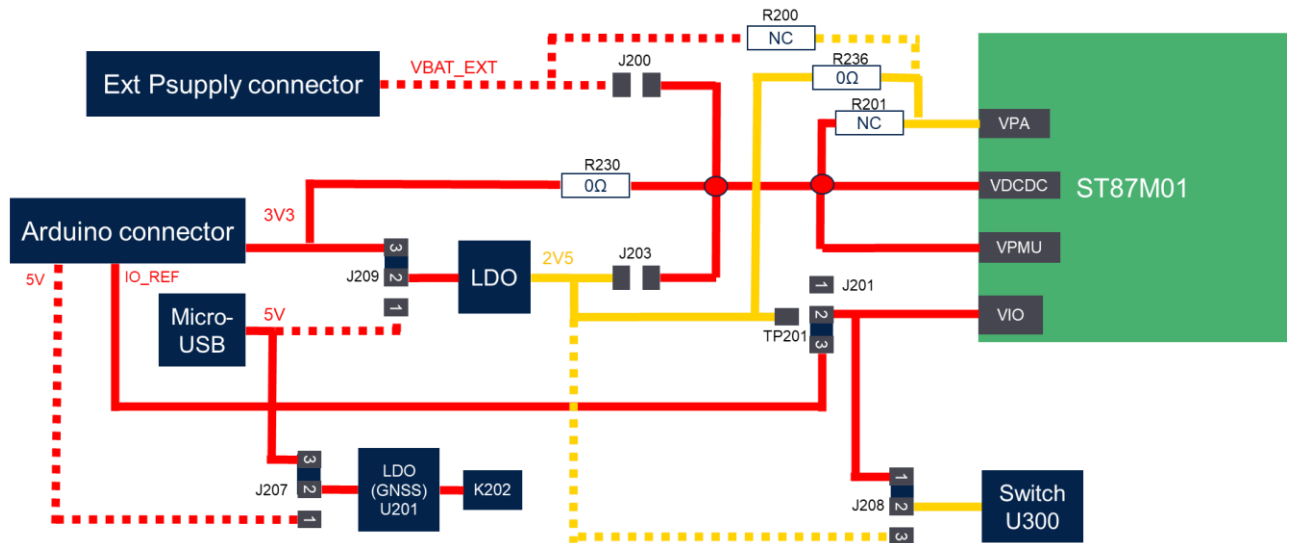 R200
NC
VBAT_EXT
J200
R236
0Ω
Ext Psupply connector
R201
NC
VPA
R230
0Ω
VDCDC
ST87M01
3V3
Arduino connector
3
2
1
J209
LDO
2V5
J203
VPMU
5V
IO_REF
1
J201
2
3
TP201
VIO
Micro-
USB
5V
3
2
1
J207
LDO
(GNSS)
U201
K202
1
2
3
J208
Switch
U300